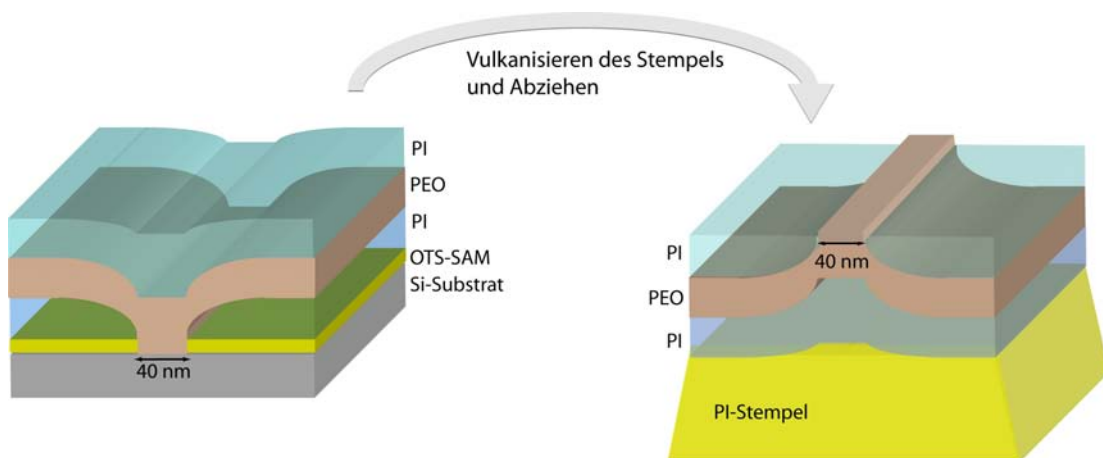 Vulkanisieren des Stempels
und Abziehen
PI
PEO
PI
OTS-SAM
Si-Substrat
40 nm
PI
40 nm
PEO
PI
PI-Stempel